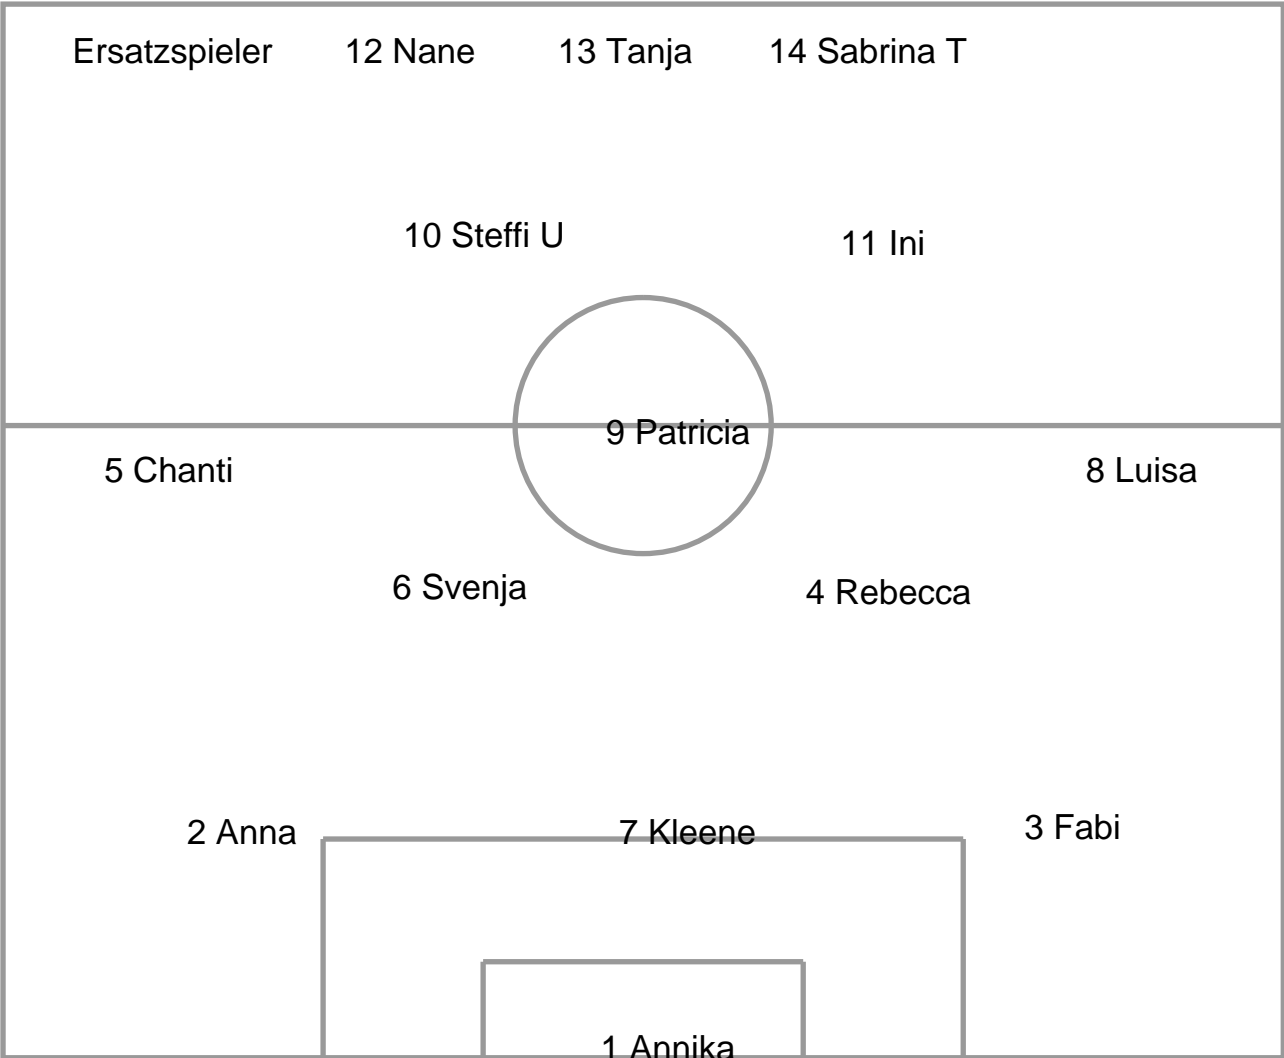 Ersatzspieler 12 Nane 13 Tanja 14 Sabrina T
10 Steffi U 11 Ini
9 Patricia
5 Chanti 8 Luisa
6 Svenja 4 Rebecca
2 Anna 7 Kleene 3 Fabi
1 Annika